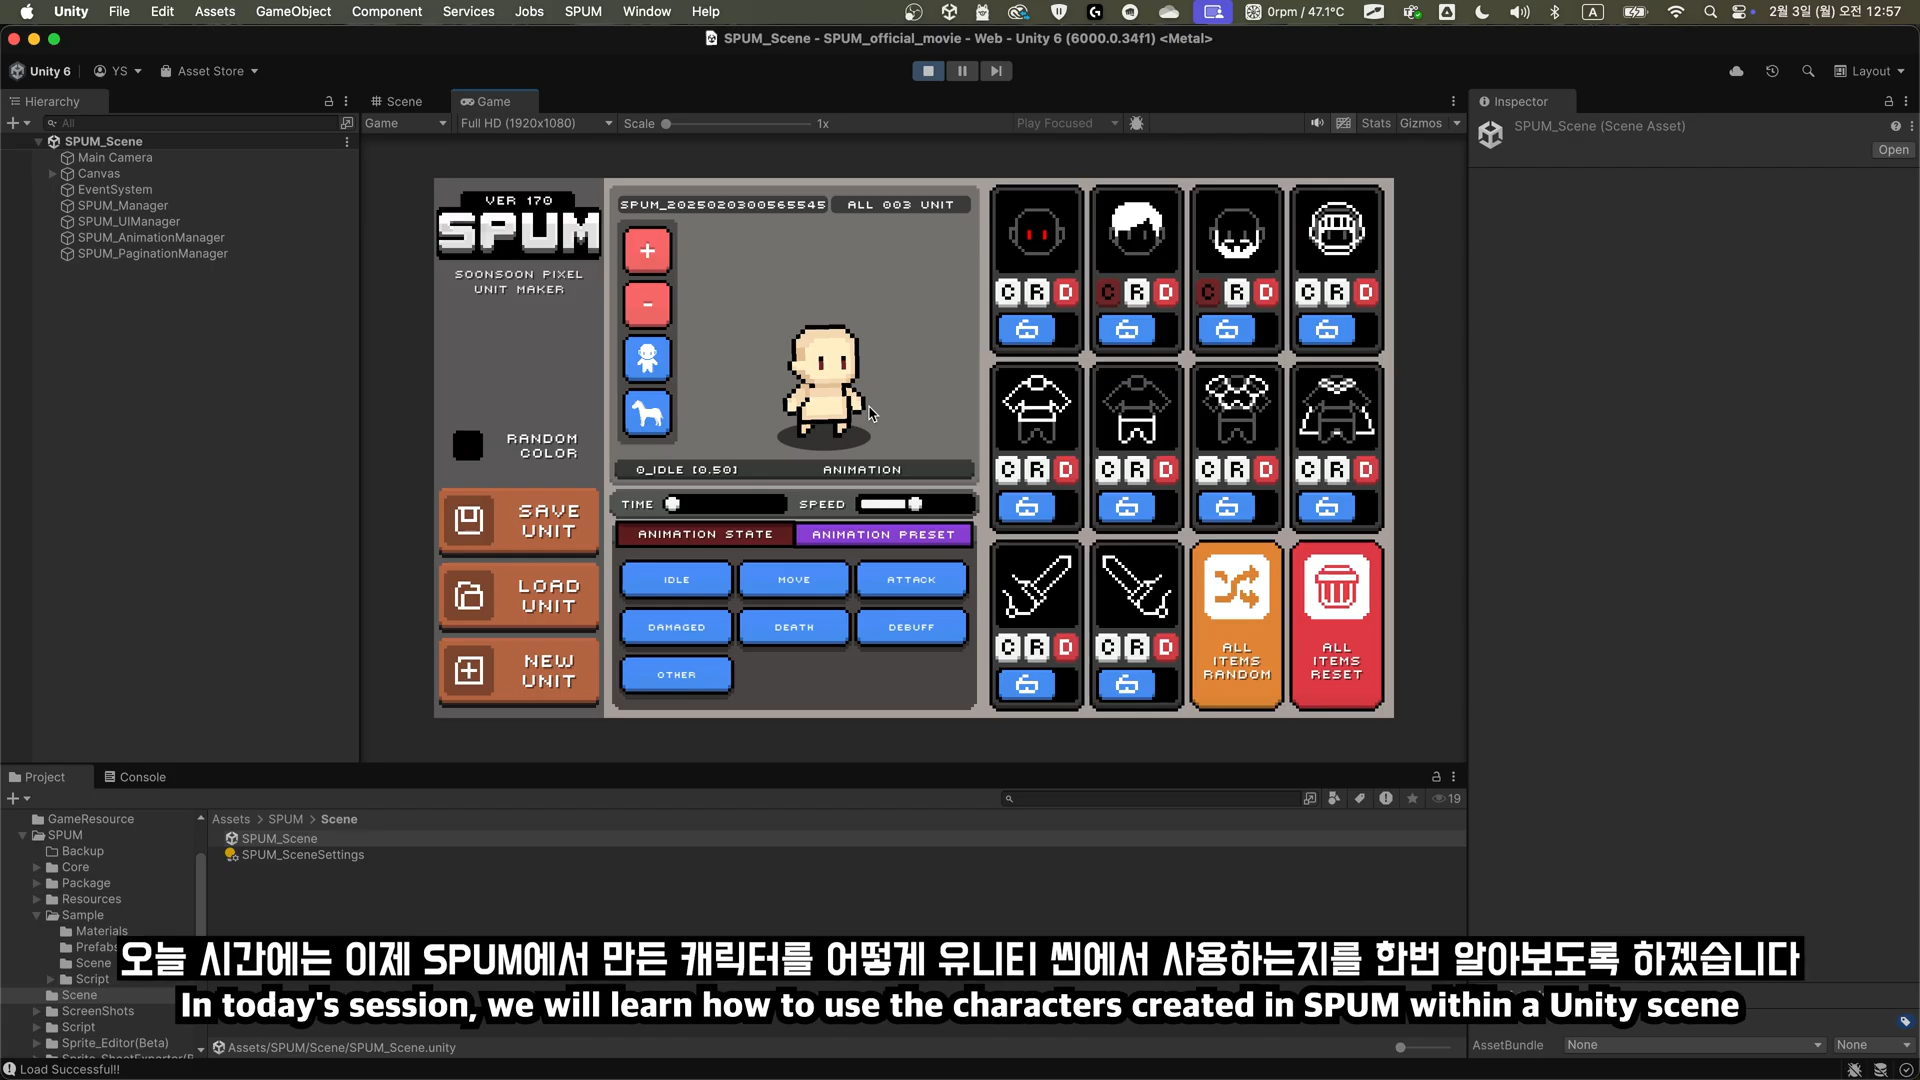 Unity File Edit Assets GameObject Component Services Jobs SPUM Window Help
0rpm / 47.1°C A 2월 3일 (월) 오전 12:57
SPUM_Scene - SPUM_official_movie - Web - Unity 6 (6000.0.34f1) <Metal>
Unity 6 YS Asset Store
Layout
Hierarchy
All
SPUM_Scene
Main Camera
Canvas
EventSystem
SPUM_Manager
SPUM_UIManager
SPUM_AnimationManager
SPUM_PaginationManager
Scene Game
Game Full HD (1920x1080) Scale 1x Play Focused Stats Gizmos
VER 170
SPUM
SOONSOON PIXEL
UNIT MAKER
RANDOM
COLOR
SAVE
UNIT
LOAD
UNIT
NEW
UNIT
SPUM_20250203005655​45 ALL 003 UNIT
+
-
0_IDLE [0.50] ANIMATION
TIME SPEED
ANIMATION STATE ANIMATION PRESET
IDLE MOVE ATTACK
DAMAGED DEATH DEBUFF
OTHER
C R D C R D C R D C R D
C R D C R D C R D C R D
C R D C R D
ALL
ITEMS
RANDOM
ALL
ITEMS
RESET
Inspector
SPUM_Scene (Scene Asset)
Open
Project Console
19
GameResource
SPUM
Backup
Core
Package
Resources
Sample
Materials
Prefabs
Scene
Script
Scene
ScreenShots
Script
Sprite_Editor(Beta)
Assets > SPUM > Scene
SPUM_Scene
SPUM_SceneSettings
오늘 시간에는 이제 SPUM에서 만든 캐릭터를 어떻게 유니티 씬에서 사용하는지를 한번 알아보도록 하겠습니다
In today's session, we will learn how to use the characters created in SPUM within a Unity scene
Assets/SPUM/Scene/SPUM_Scene.unity
AssetBundle None None
Load Successful!!